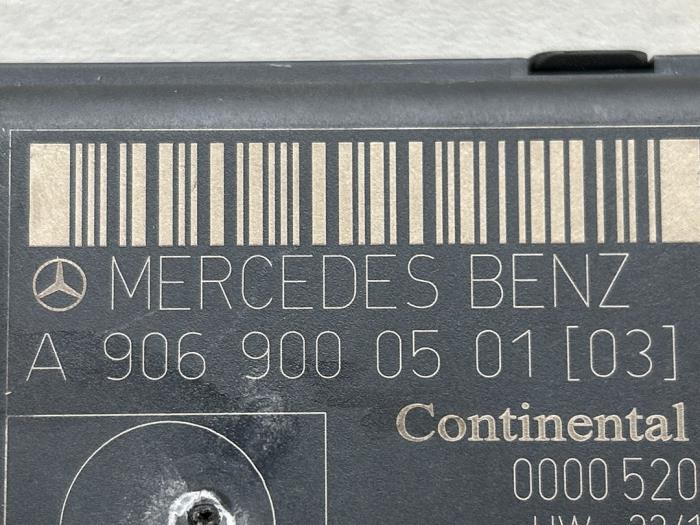 MERCEDES BENZ
A 906 900 05 01 [03]
Continental
0000 520